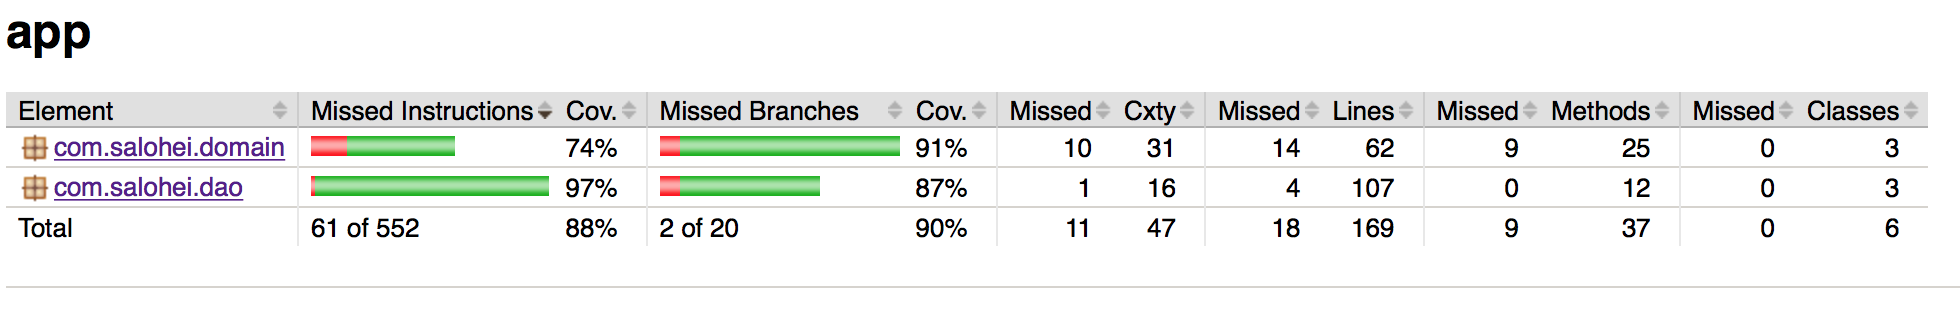 app
Element Missed Instructions Cov. Missed Branches Cov. Missed Cxty Missed Lines Missed Methods Missed Classes
com.salohei.domain 74% 91% 10 31 14 62 9 25 0 3
com.salohei.dao 97% 87% 1 16 4 107 0 12 0 3
Total 61 of 552 88% 2 of 20 90% 11 47 18 169 9 37 0 6